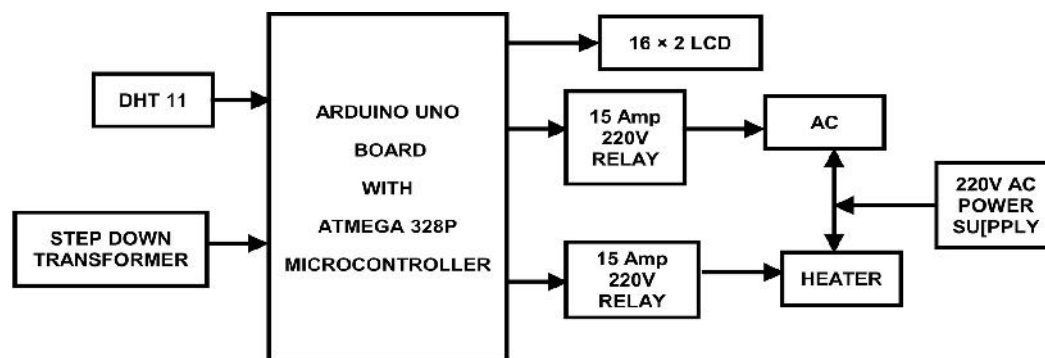 DHT 11
STEP DOWN
TRANSFORMER
ARDUINO UNO
BOARD
WITH
ATMEGA 328P
MICROCONTROLLER
16 × 2 LCD
15 Amp
220V
RELAY
AC
15 Amp
220V
RELAY
HEATER
220V AC
POWER
SU[PPLY